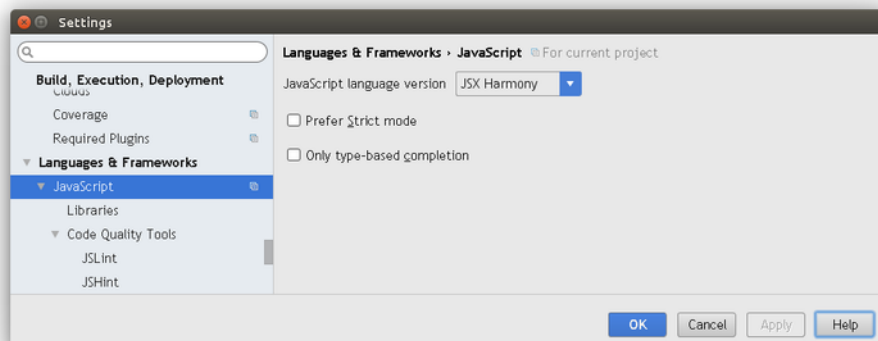 Settings
Build, Execution, Deployment
Clouds
Coverage
Required Plugins
Languages & Frameworks
JavaScript
Libraries
Code Quality Tools
JSLint
JSHint
Languages & Frameworks › JavaScript For current project
JavaScript language version JSX Harmony
Prefer Strict mode
Only type-based completion
OK Cancel Apply Help